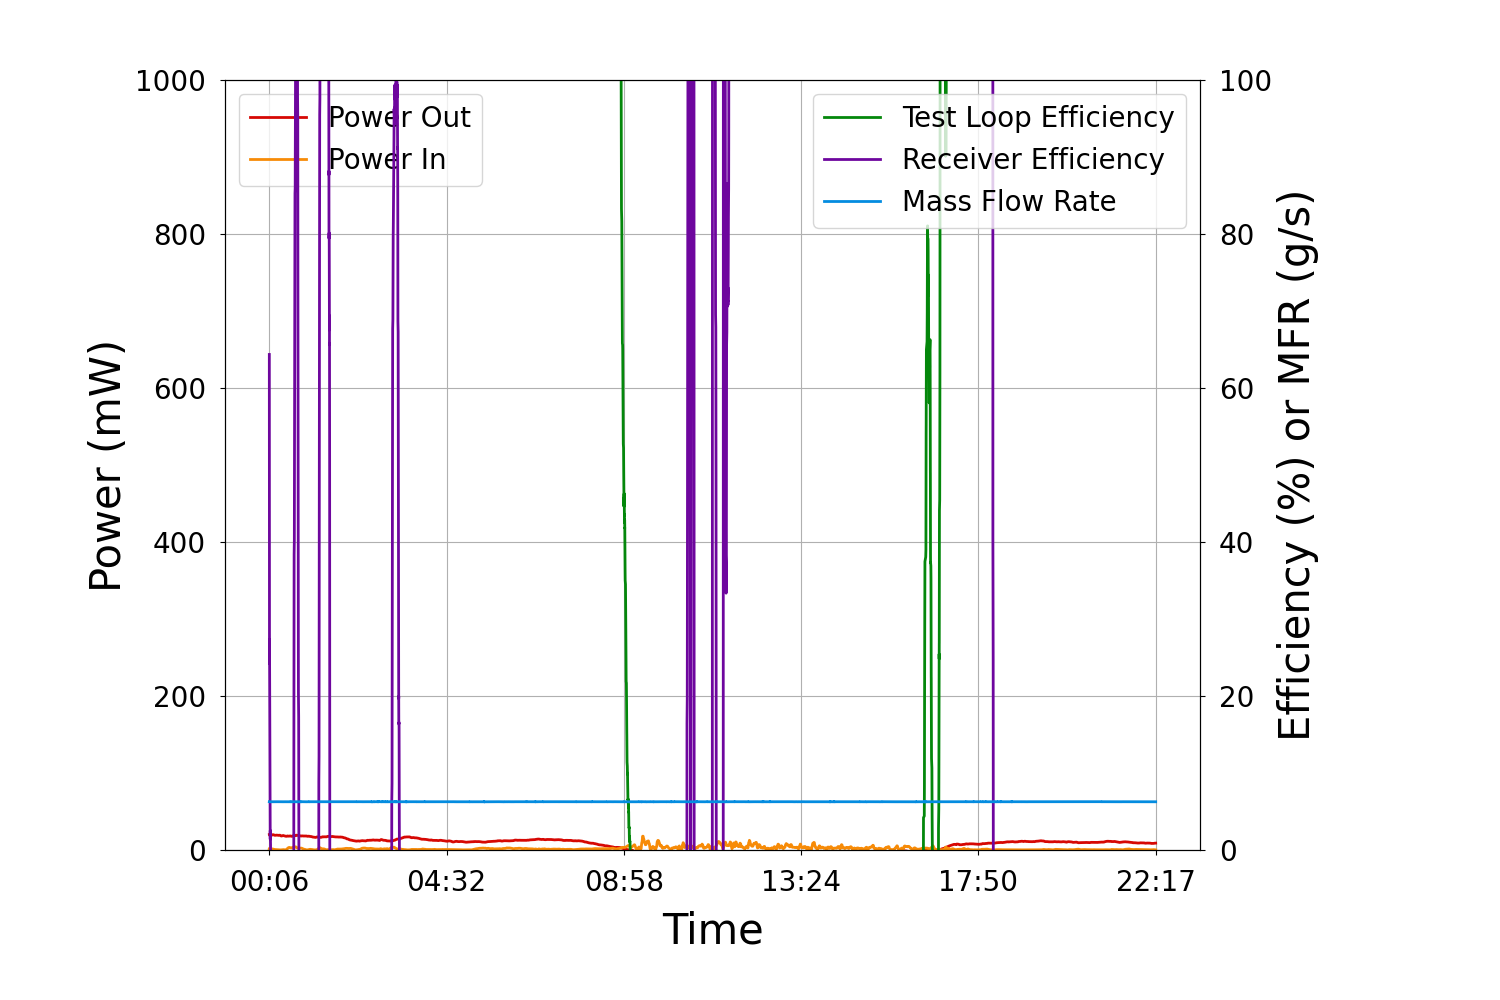 1000
800
600
400
200
0
Power (mW)
Power Out
Power In
Test Loop Efficiency
Receiver Efficiency
Mass Flow Rate
100
80
60
40
20
0
Efficiency (%) or MFR (g/s)
00:06 04:32 08:58 13:24 17:50 22:17
Time